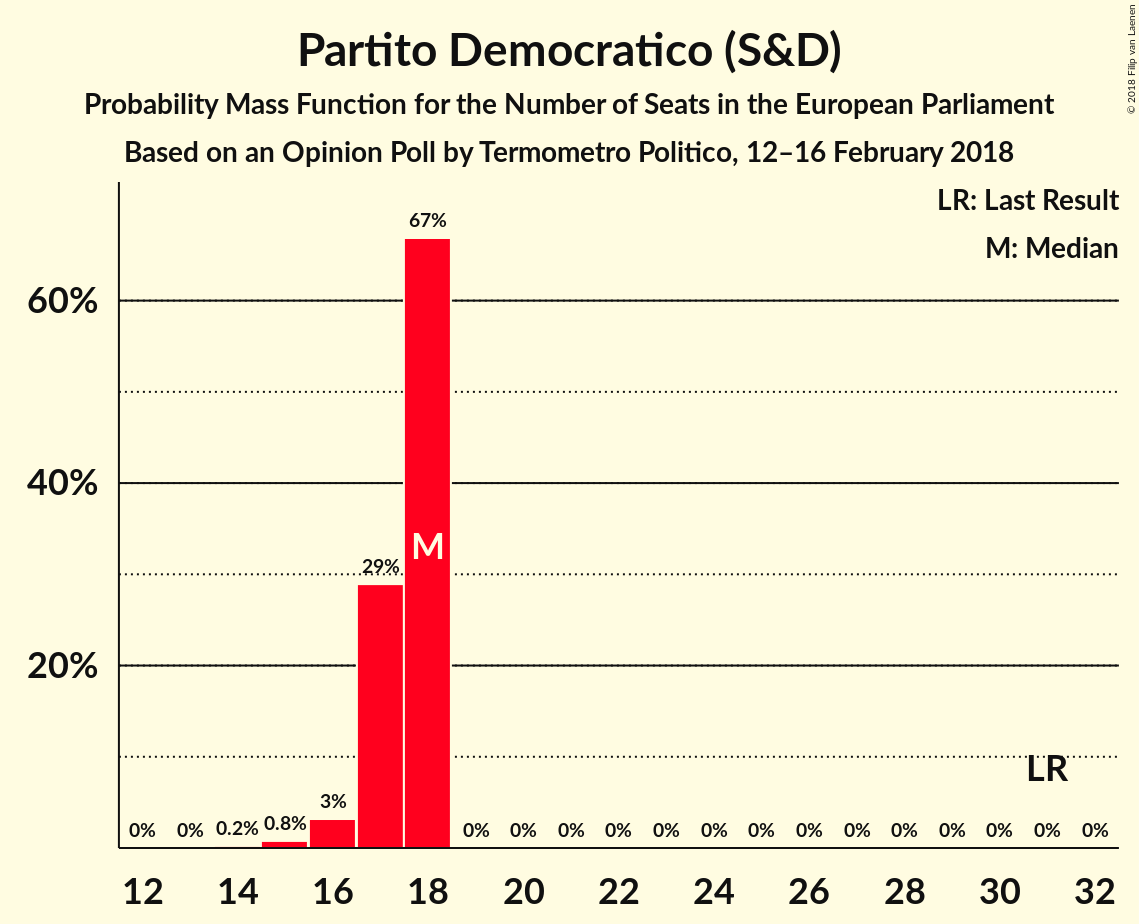 Partito Democratico (S&D)
Probability Mass Function for the Number of Seats in the European Parliament
Based on an Opinion Poll by Termometro Politico, 12–16 February 2018
© 2018 Filip van Laenen
LR: Last Result
M: Median
67%
60%
40%
M
29%
20%
LR
3%
0% 0% 0.2% 0.8% 0% 0% 0% 0% 0% 0% 0% 0% 0% 0% 0% 0% 0% 0%
12 14 16 18 20 22 24 26 28 30 32